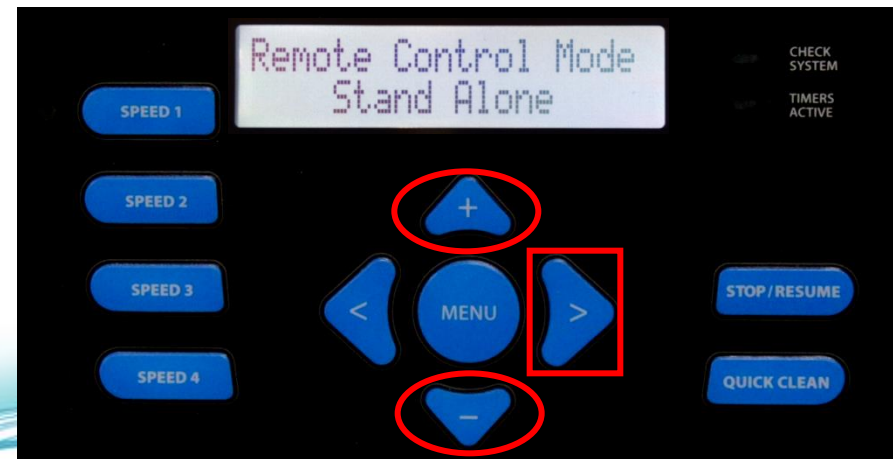 Remote Control Mode
Stand Alone
CHECK
SYSTEM
TIMERS
ACTIVE
SPEED 1
SPEED 2
SPEED 3
SPEED 4
+
<
MENU
>
−
STOP/RESUME
QUICK CLEAN